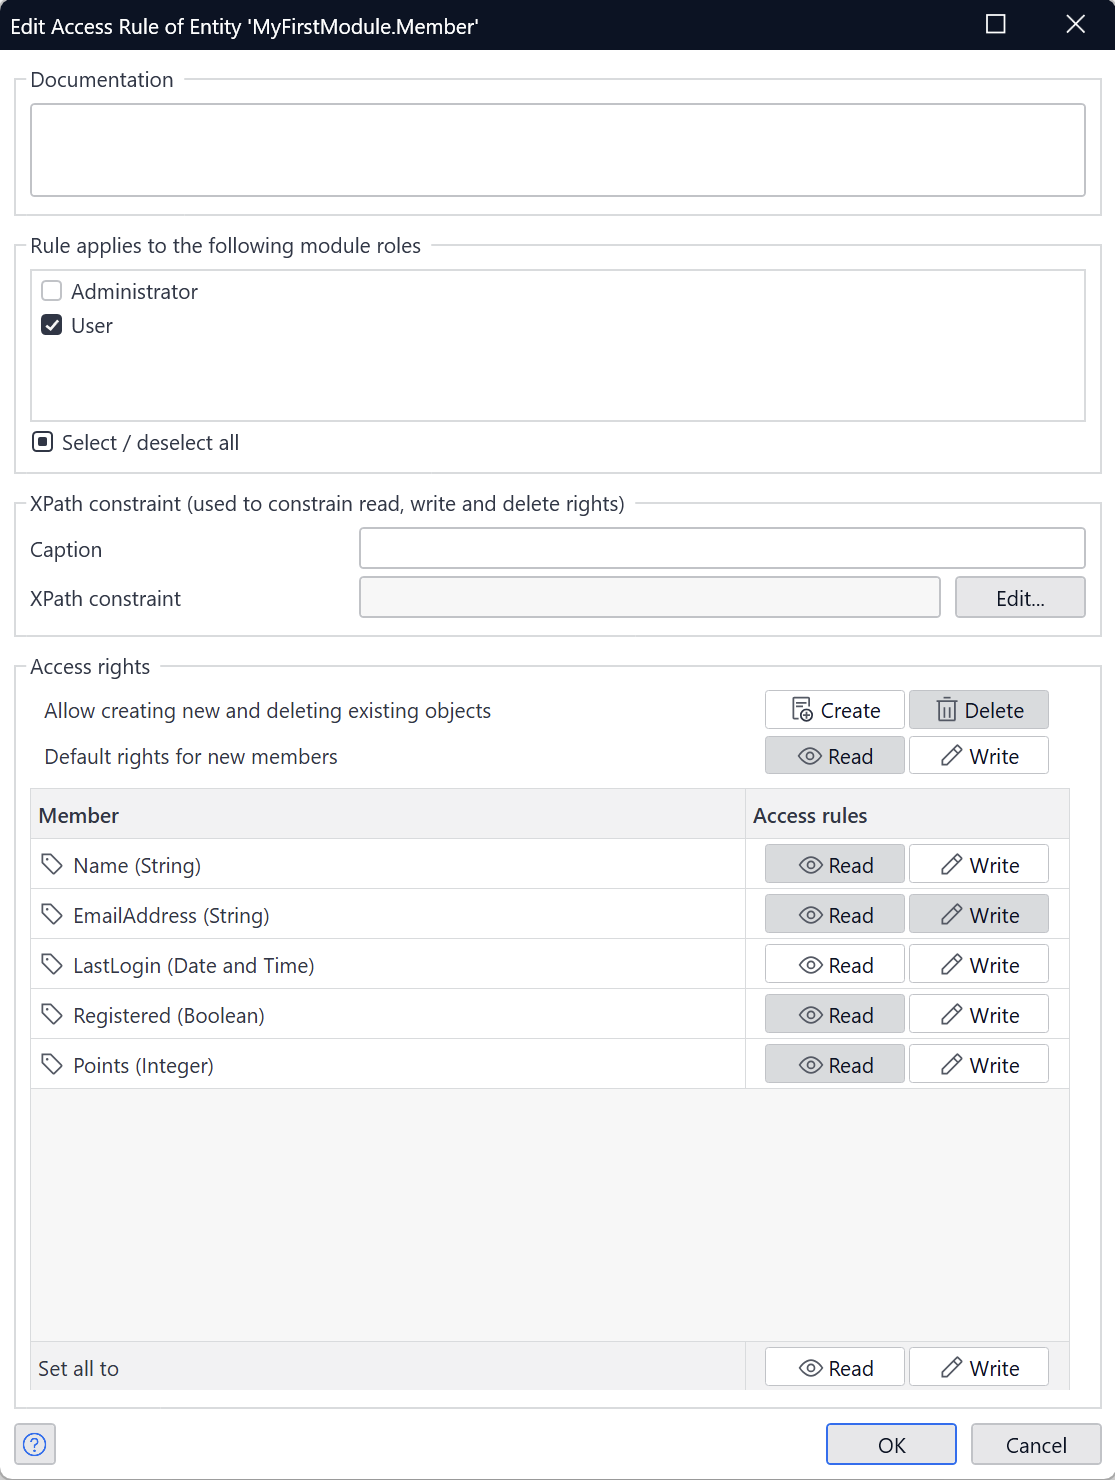 Edit Access Rule of Entity 'MyFirstModule.Member'
Documentation
Rule applies to the following module roles
Administrator
User
Select / deselect all
XPath constraint (used to constrain read, write and delete rights)
Caption
XPath constraint Edit...
Access rights
Allow creating new and deleting existing objects Create Delete
Default rights for new members Read Write
Member Access rules
Name (String) Read Write
EmailAddress (String) Read Write
LastLogin (Date and Time) Read Write
Registered (Boolean) Read Write
Points (Integer) Read Write
Set all to Read Write
? OK Cancel